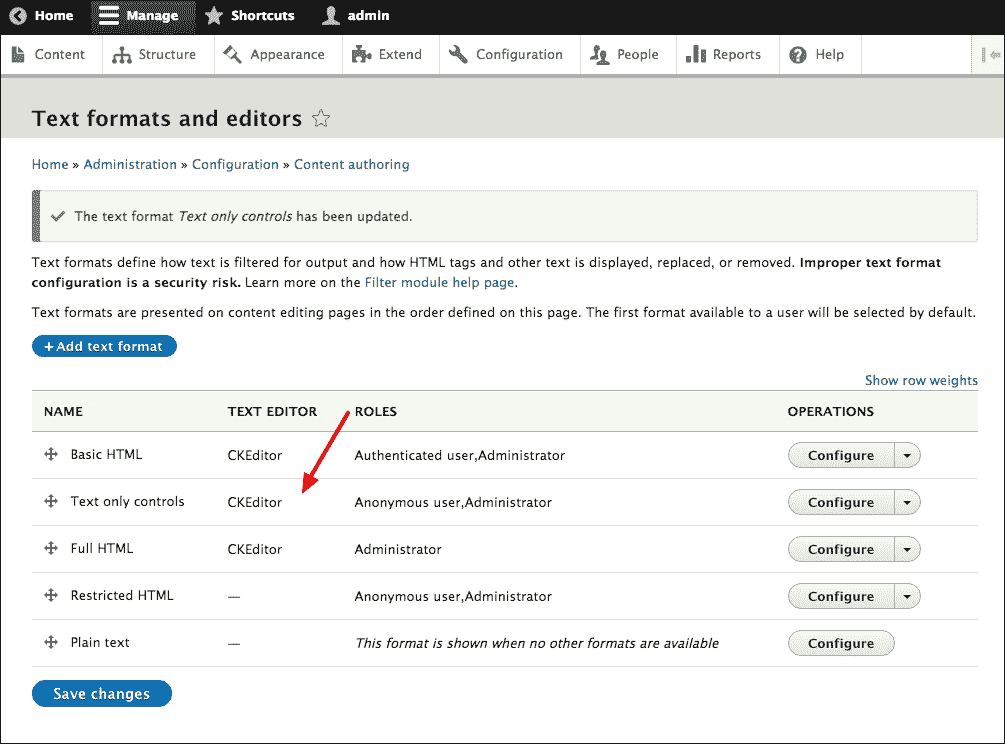 Home Manage Shortcuts admin
Content Structure Appearance Extend Configuration People Reports Help
Text formats and editors
Home » Administration » Configuration » Content authoring
The text format Text only controls has been updated.
Text formats define how text is filtered for output and how HTML tags and other text is displayed, replaced, or removed. Improper text format
configuration is a security risk. Learn more on the Filter module help page.
Text formats are presented on content editing pages in the order defined on this page. The first format available to a user will be selected by default.
+ Add text format
Show row weights
NAME TEXT EDITOR ROLES OPERATIONS
Basic HTML CKEditor Authenticated user,Administrator Configure
Text only controls CKEditor Anonymous user,Administrator Configure
Full HTML CKEditor Administrator Configure
Restricted HTML — Anonymous user,Administrator Configure
Plain text — This format is shown when no other formats are available Configure
Save changes